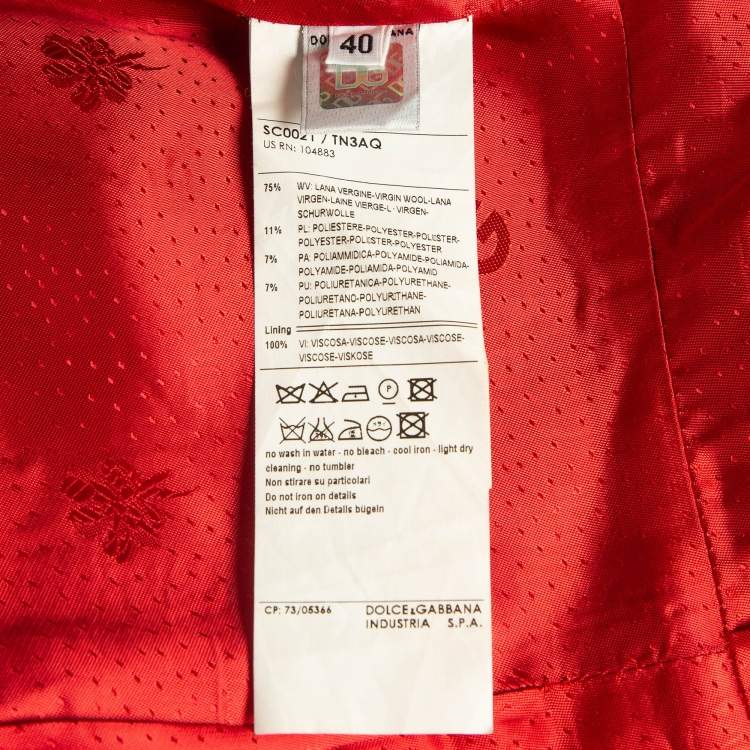 40
SC0021 / TN3AQ
US RN: 104883
75% WV: LANA VERGINE-VIRGIN WOOL-LANA
VIRGEN-LAINE VIERGE-L- VIRGEN-
SCHURWOLLE
11% PL: POLIESTERE-POLYESTER-POLIESTER-
POLYESTER-POLIESTER-POLYESTER
7% PA: POLIAMMIDICA-POLYAMIDE-POLIAMIDA-
POLYAMIDE-POLIAMIDA-POLYAMID
7% PU: POLIURETANICA-POLYURETHANE-
POLIURETANO-POLYURETHANE-
POLIURETANO-POLYURETHAN
Lining
100% VI: VISCOSA-VISCOSE-VISCOSA-VISCOSE-
VISCOSE-VISKOSE
P
no wash in water - no bleach - cool iron - light dry
cleaning - no tumbler
Non stirare su particolari
Do not iron on details
Nicht auf den Details bügeln
CP: 73/05366 DOLCE&GABBANA
INDUSTRIA S.P.A.